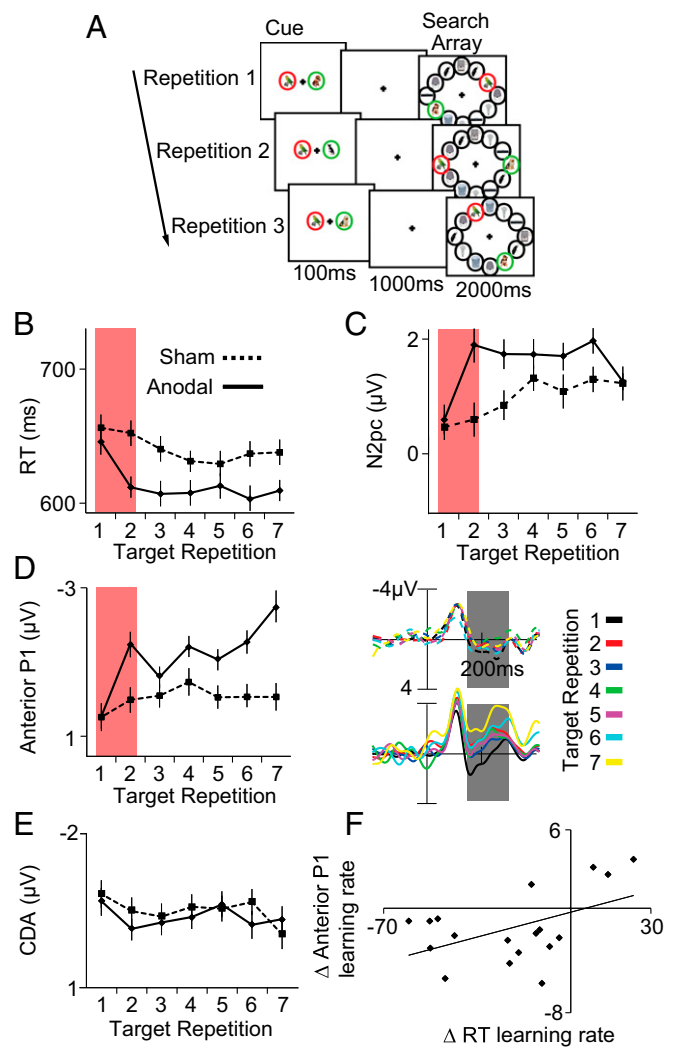 A
Cue
Search
Array
Repetition 1
Repetition 2
Repetition 3
100ms
1000ms
2000ms
B
700
600
RT (ms)
Sham
Anodal
1 2 3 4 5 6 7
Target Repetition
C
2
0
N2pc (µV)
1 2 3 4 5 6 7
Target Repetition
D
-3
1
Anterior P1 (µV)
1 2 3 4 5 6 7
Target Repetition
-4µV
200ms
4
Target Repetition
1
2
3
4
5
6
7
E
-2
1
CDA (µV)
1 2 3 4 5 6 7
Target Repetition
F
6
-70
30
-8
Δ Anterior P1
learning rate
Δ RT learning rate